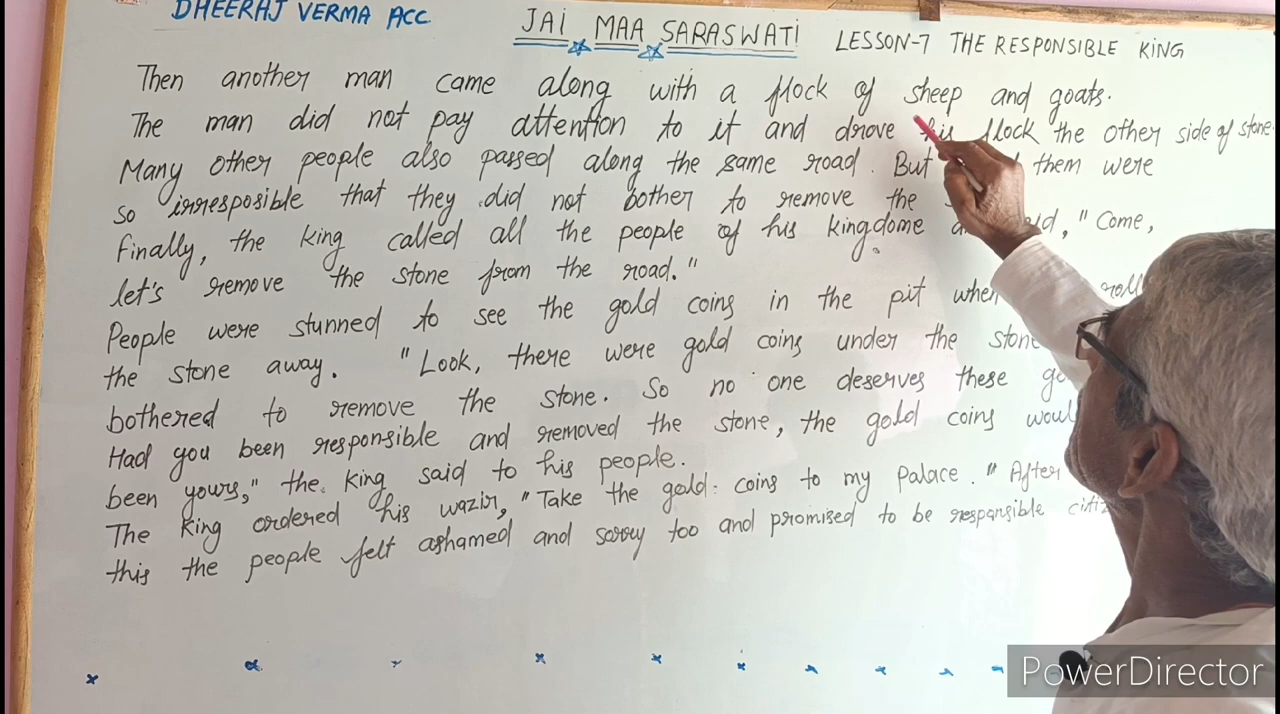 DHEERAJ VERMA ACC
JAI MAA SARASWATI
LESSON-7 THE RESPONSIBLE KING
Then another man came along with a flock of sheep and goats.
The man did not pay attention to it and drove his flock the other side of stone.
Many other people also passed along the same road. But them were
so irresposible that they did not bother to remove the
Finally, the king called all the people of his kingdome "Come,
let's remove the stone from the road."
People were stunned to see the gold coins in the pit when
the stone away. "Look, there were gold coins under the stone
bothered to remove the stone. So no one deserves these
Had you been responsible and removed the stone, the gold coins
been yours," the king said to his people.
The king ordered his wazir, "Take the gold coins to my palace." After
this the people felt ashamed and sorry too and promised to be responsible
PowerDirector